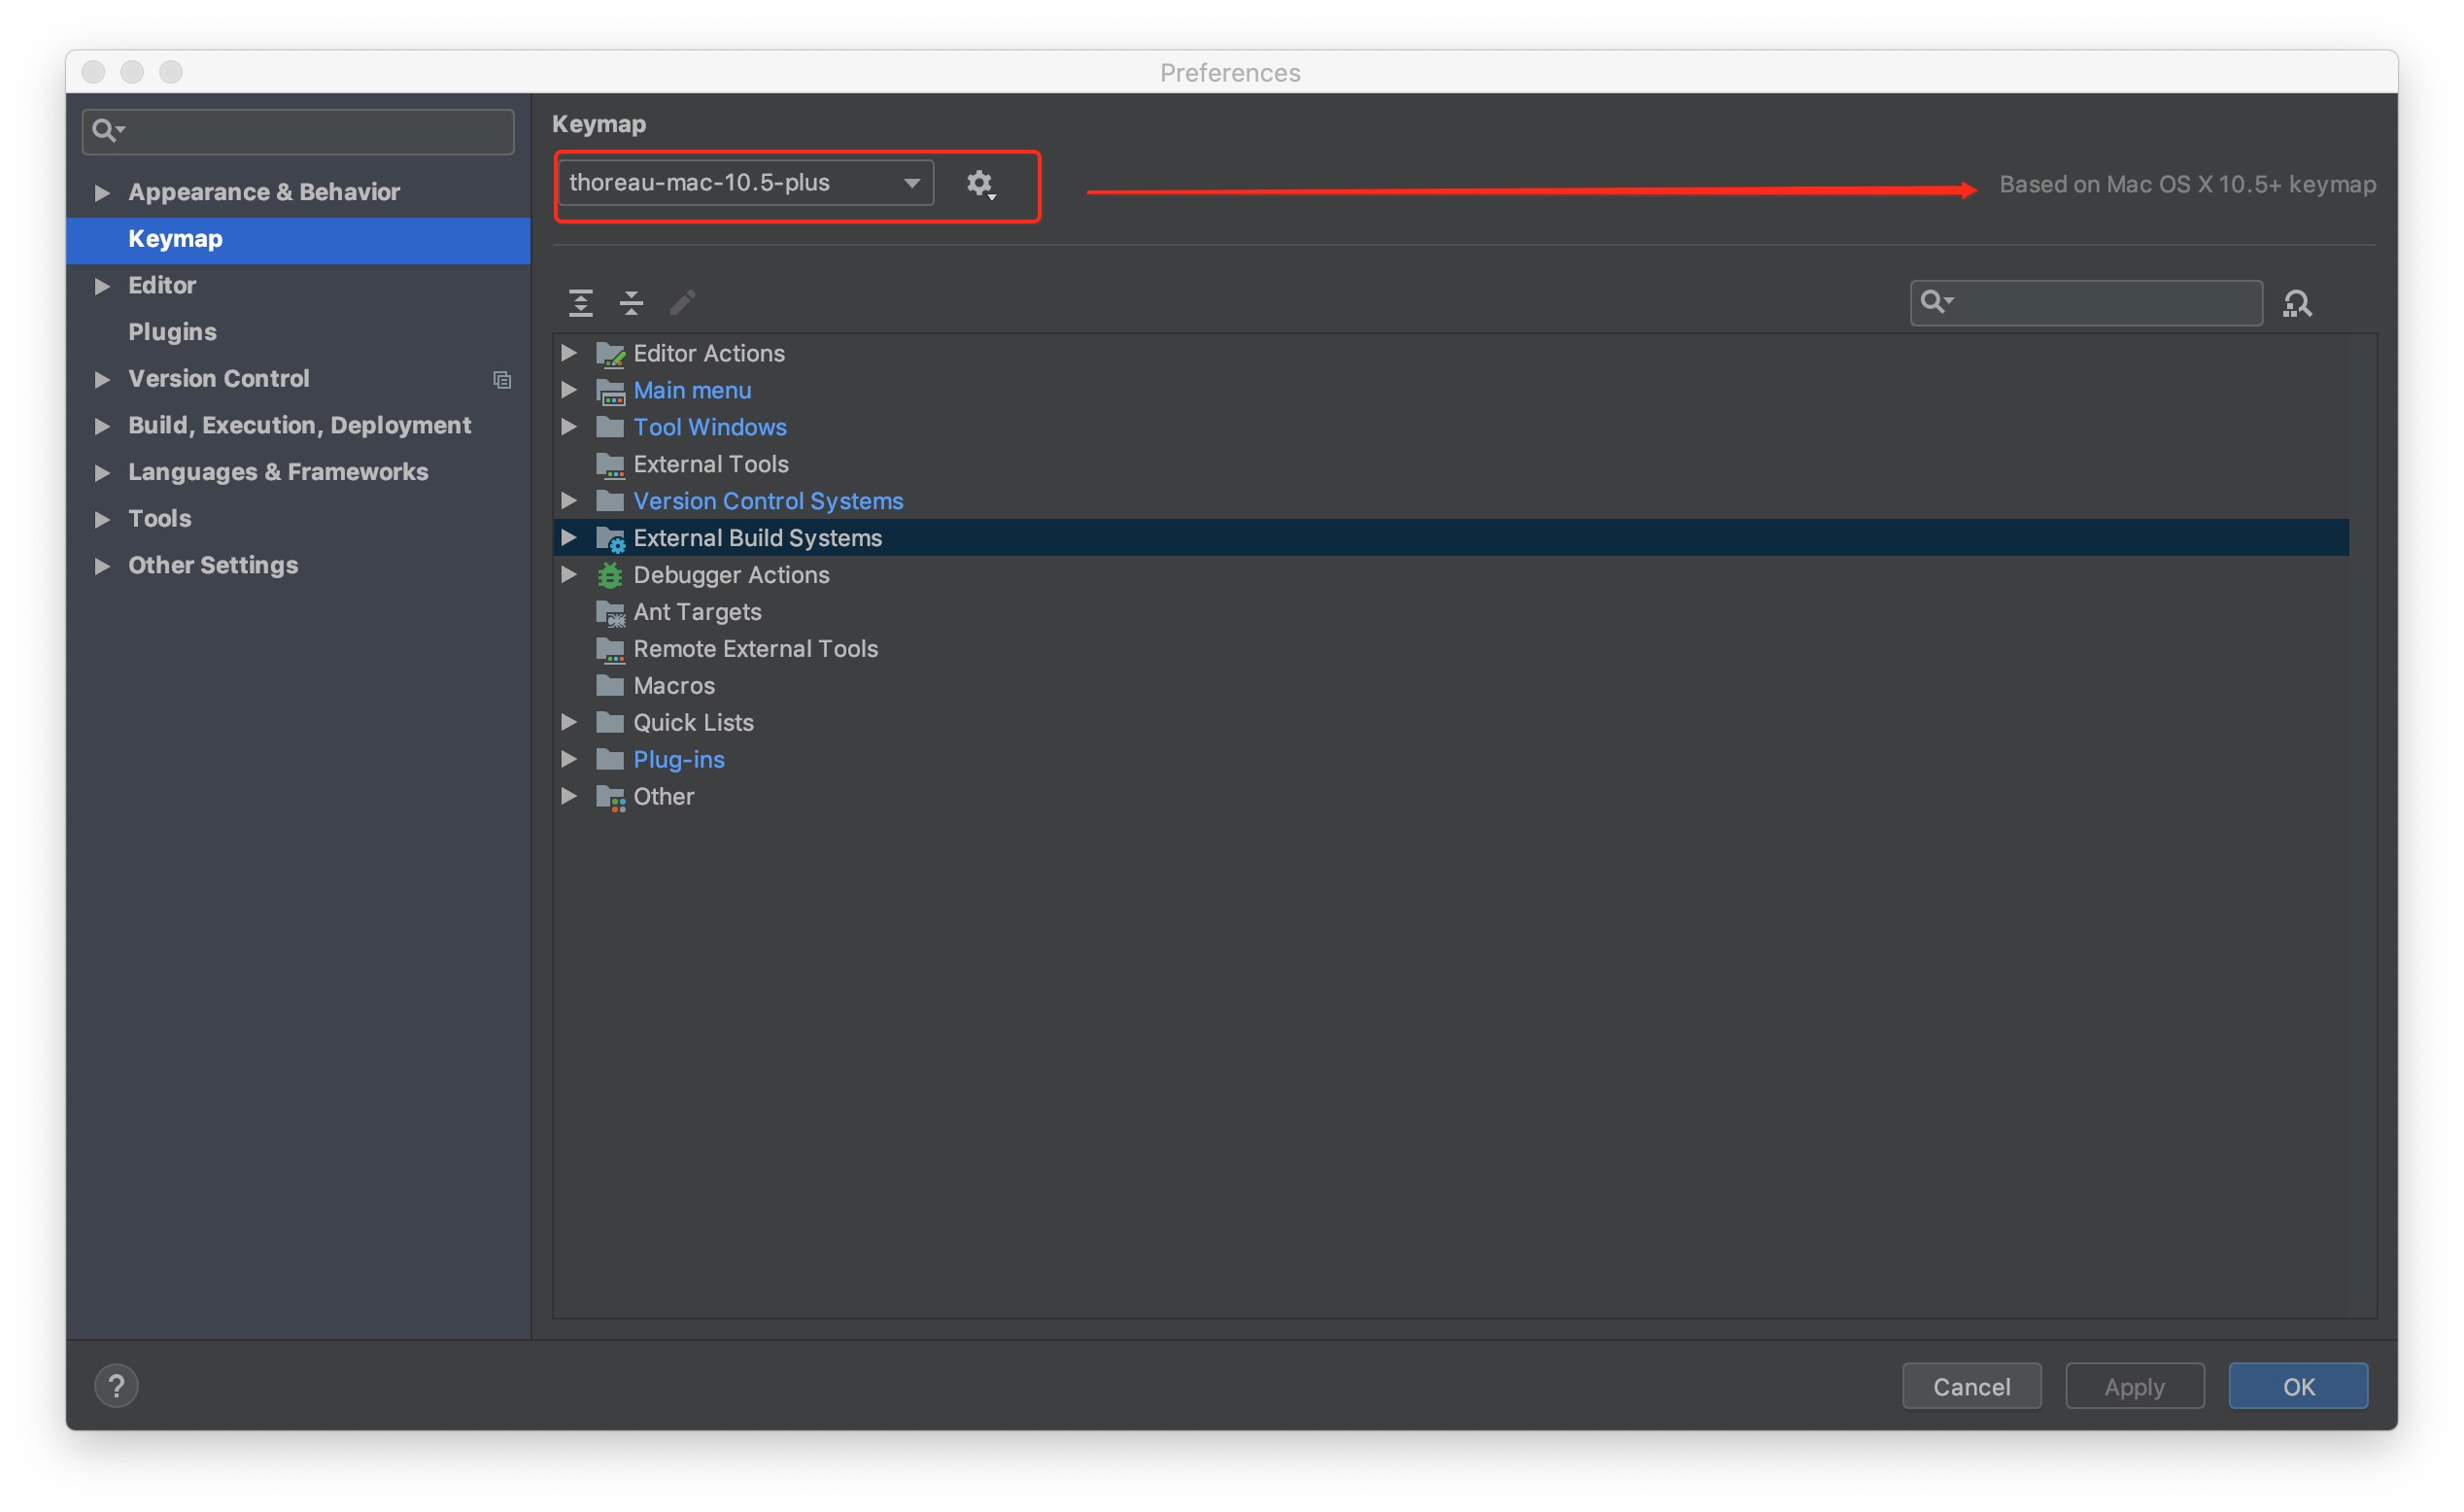 Preferences
Appearance & Behavior
Keymap
Editor
Plugins
Version Control
Build, Execution, Deployment
Languages & Frameworks
Tools
Other Settings
Keymap
thoreau-mac-10.5-plus
Based on Mac OS X 10.5+ keymap
Editor Actions
Main menu
Tool Windows
External Tools
Version Control Systems
External Build Systems
Debugger Actions
Ant Targets
Remote External Tools
Macros
Quick Lists
Plug-ins
Other
?
Cancel
Apply
OK